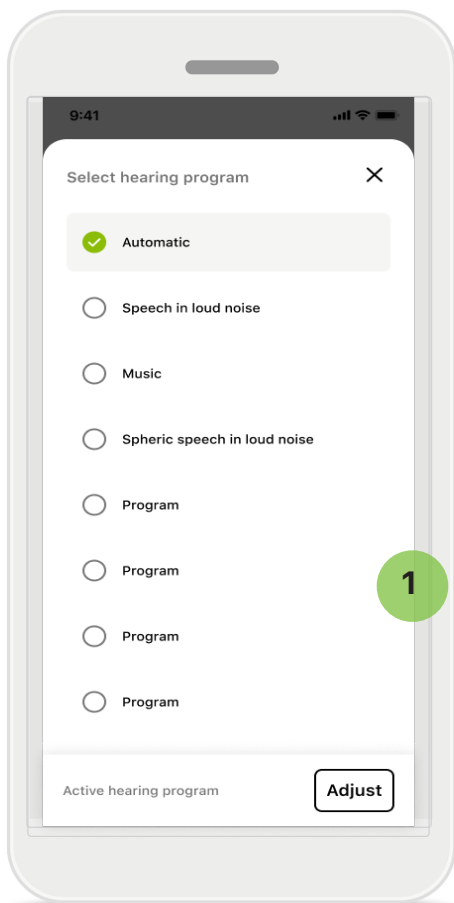 9:41
Select hearing program
Automatic
Speech in loud noise
Music
Spheric speech in loud noise
Program
Program
1
Program
Program
Active hearing program
Adjust